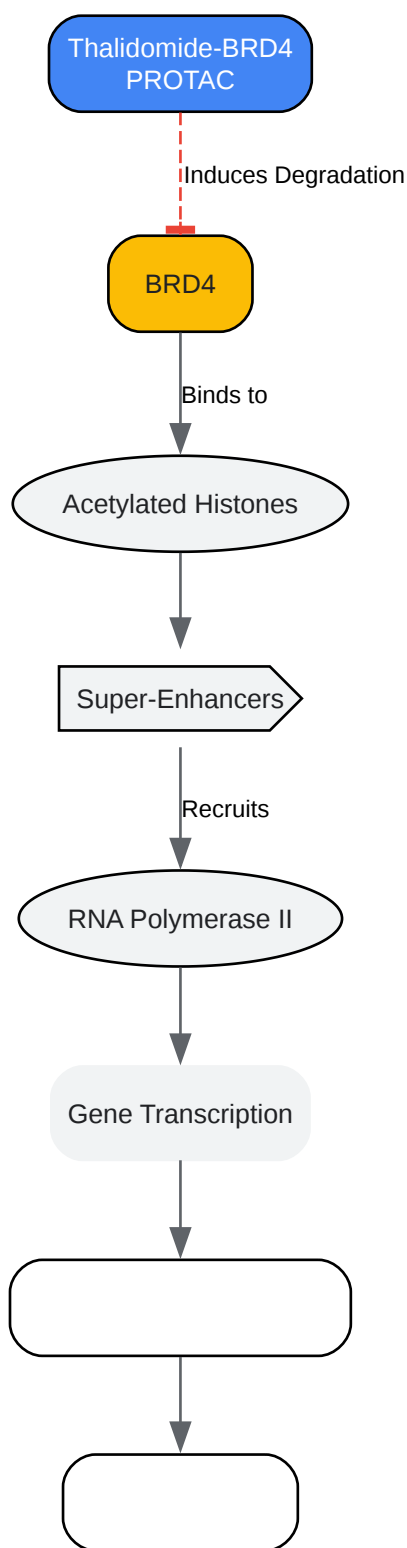 Thalidomide-BRD4
PROTAC
Induces Degradation
BRD4
Binds to
Acetylated Histones
Super-Enhancers
Recruits
RNA Polymerase II
Gene Transcription